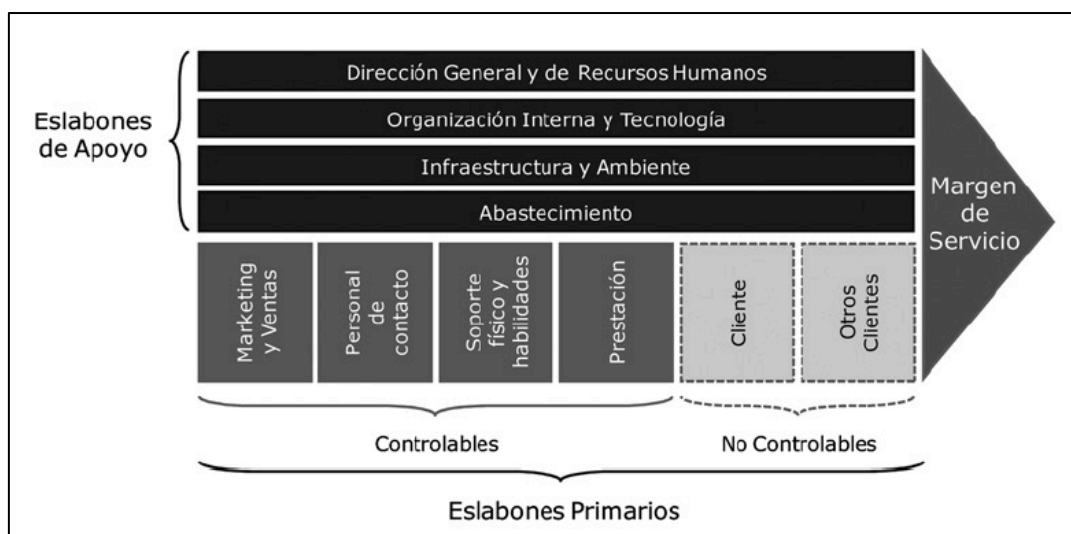 Eslabones
de Apoyo
Dirección General y de Recursos Humanos
Organización Interna y Tecnología
Infraestructura y Ambiente
Abastecimiento
Marketing
y Ventas
Personal
de
contacto
Soporte
físico y
habilidades
Prestación
Cliente
Otros
Clientes
Margen
de
Servicio
Controlables
No Controlables
Eslabones Primarios